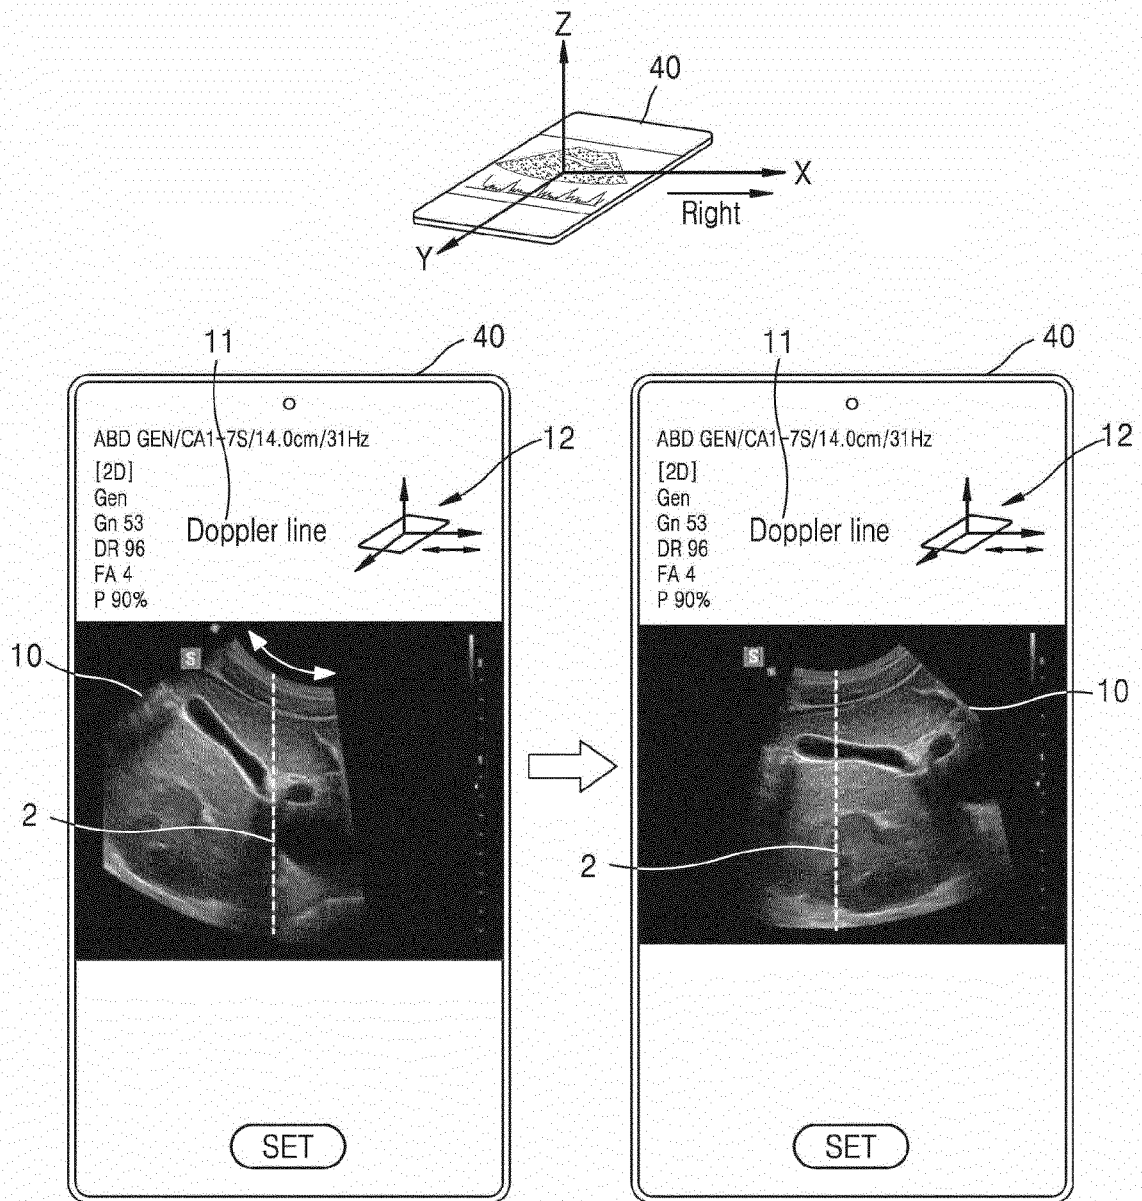 Z
40
X
Right
Y
11
40
ABD GEN/CA1-7S/14.0cm/31Hz
12
[2D]
Gen
Gn 53
Doppler line
DR 96
FA 4
P 90%
S
10
2
SET
11
40
ABD GEN/CA1-7S/14.0cm/31Hz
12
[2D]
Gen
Gn 53
Doppler line
DR 96
FA 4
P 90%
S
10
2
SET